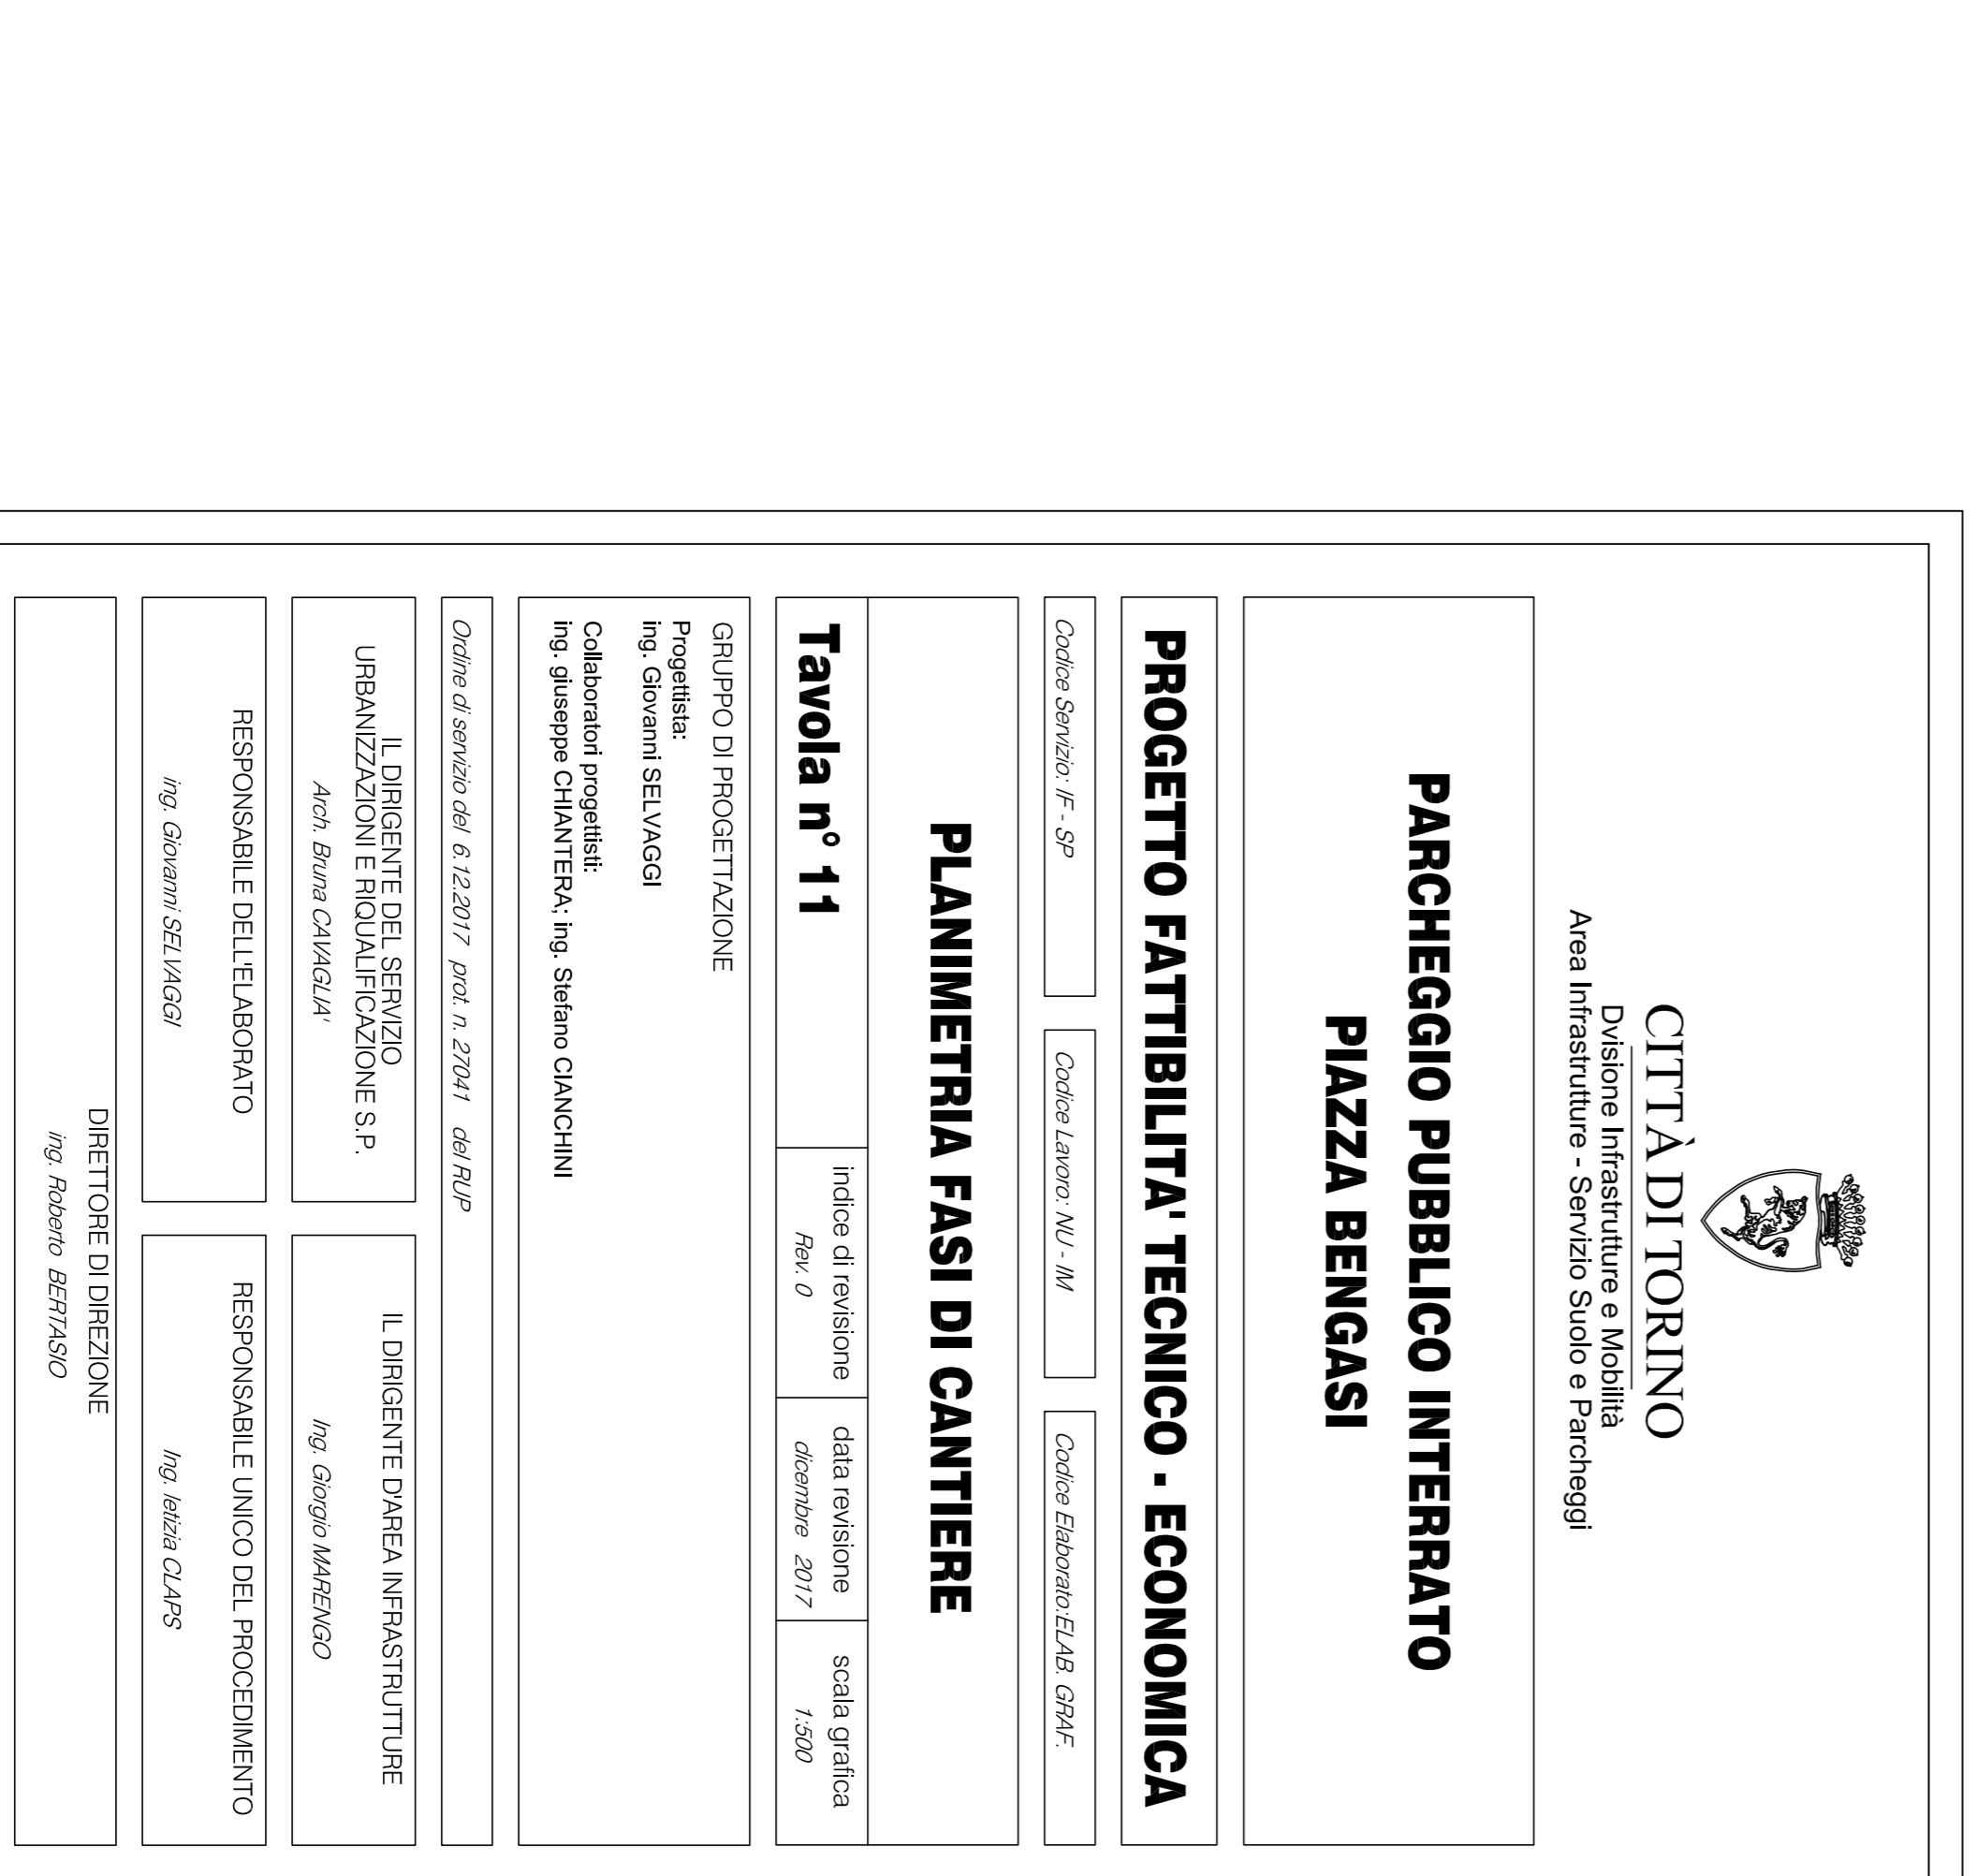 CITTÀ DI TORINO
Dvisione Infrastrutture e Mobilità
Area Infrastrutture - Servizio Suolo e Parcheggi
PARCHEGGIO PUBBLICO INTERRATO
PIAZZA BENGASI
PROGETTO FATTIBILITA' TECNICO - ECONOMICA
Codice Servizio: IF - SP
Codice Lavoro: NU - IM
Codice Elaborato:ELAB. GRAF.
PLANIMETRIA FASI DI CANTIERE
Tavola n° 11
indice di revisione
Rev. 0
data revisione
dicembre 2017
scala grafica
1:500
GRUPPO DI PROGETTAZIONE
Progettista:
ing. Giovanni SELVAGGI
Collaboratori progettisti:
ing. giuseppe CHIANTERA; ing. Stefano CIANCHINI
Ordine di servizio del 6.12.2017 prot. n. 27041 del RUP
IL DIRIGENTE DEL SERVIZIO
URBANIZZAZIONI E RIQUALIFICAZIONE S.P.
Arch. Bruna CAVAGLIA'
IL DIRIGENTE D'AREA INFRASTRUTTURE
Ing. Giorgio MARENGO
RESPONSABILE DELL'ELABORATO
ing. Giovanni SELVAGGI
RESPONSABILE UNICO DEL PROCEDIMENTO
Ing. letizia CLAPS
DIRETTORE DI DIREZIONE
ing. Roberto BERTASIO